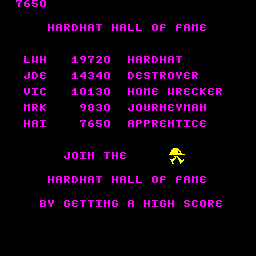 7650
HARDHAT HALL OF FAME
LWH 19720 HARDHAT
JDE 14340 DESTROYER
VIC 10130 HOME WRECKER
MRK 9830 JOURNEYMAN
HAI 7650 APPRENTICE
JOIN THE
HARDHAT HALL OF FAME
BY GETTING A HIGH SCORE